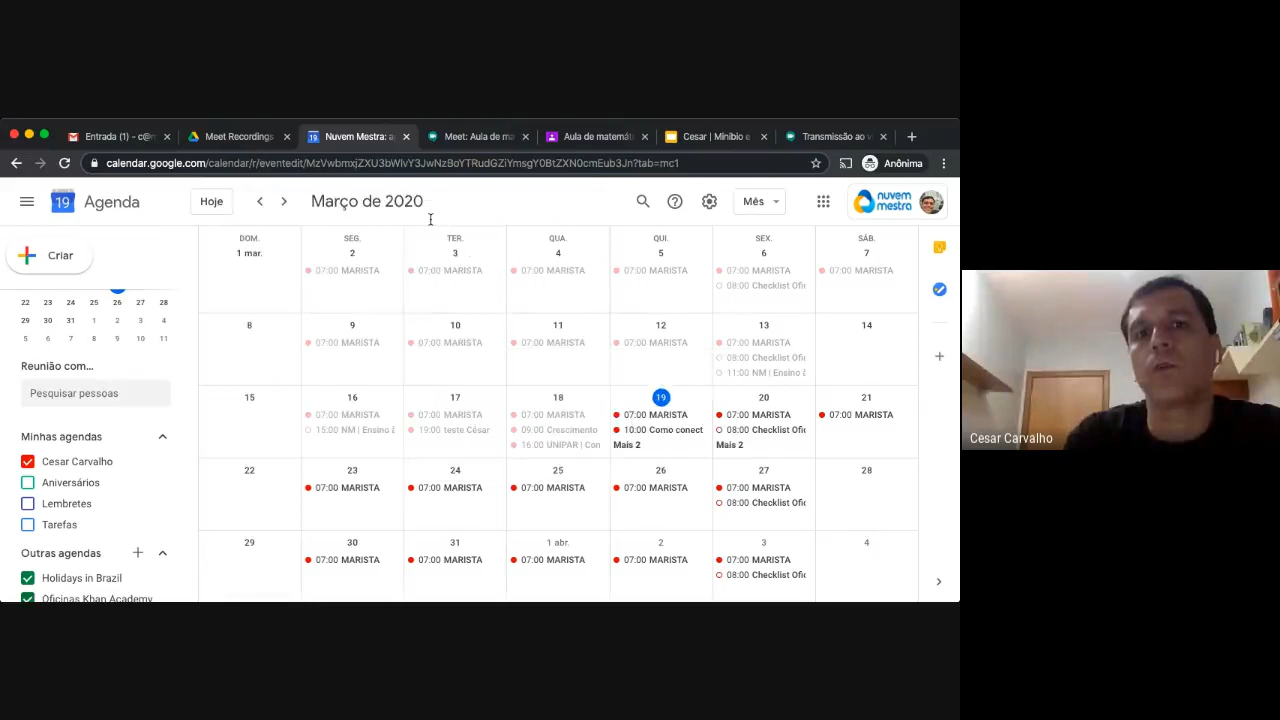 Entrada (1) - c@m
Meet Recordings
Nuvem Mestra: a
Meet: Aula de ma
Aula de matemát
Cesar | Minibio e
Transmissão ao v
Anônima
Agenda
Hoje
Março de 2020
Mês
nuvem
mestra
Criar
22 23 24 25 26 27 28
29 30 31 1 2 3 4
5 6 7 8 9 10 11
Reunião com...
Pesquisar pessoas
Minhas agendas
Cesar Carvalho
Aniversários
Lembretes
Tarefas
Outras agendas
Holidays in Brazil
Oficinas Khan Academy
DOM. SEG. TER. QUA. QUI. SEX. SÁB.
1 mar. 2 3 4 5 6 7
07:00 MARISTA 07:00 MARISTA 07:00 MARISTA 07:00 MARISTA 07:00 MARISTA 07:00 MARISTA
08:00 Checklist Ofic
8 9 10 11 12 13 14
07:00 MARISTA 07:00 MARISTA 07:00 MARISTA 07:00 MARISTA 07:00 MARISTA
08:00 Checklist Ofic
11:00 NM | Ensino à
15 16 17 18 19 20 21
07:00 MARISTA 07:00 MARISTA 07:00 MARISTA 07:00 MARISTA 07:00 MARISTA 07:00 MARISTA
15:00 NM | Ensino à 19:00 teste César 09:00 Crescimento 10:00 Como conect 08:00 Checklist Ofic
16:00 UNIPAR | Con Mais 2 Mais 2
22 23 24 25 26 27 28
07:00 MARISTA 07:00 MARISTA 07:00 MARISTA 07:00 MARISTA 07:00 MARISTA
08:00 Checklist Ofic
29 30 31 1 abr. 2 3 4
07:00 MARISTA 07:00 MARISTA 07:00 MARISTA 07:00 MARISTA 07:00 MARISTA
08:00 Checklist Ofic
Cesar Carvalho